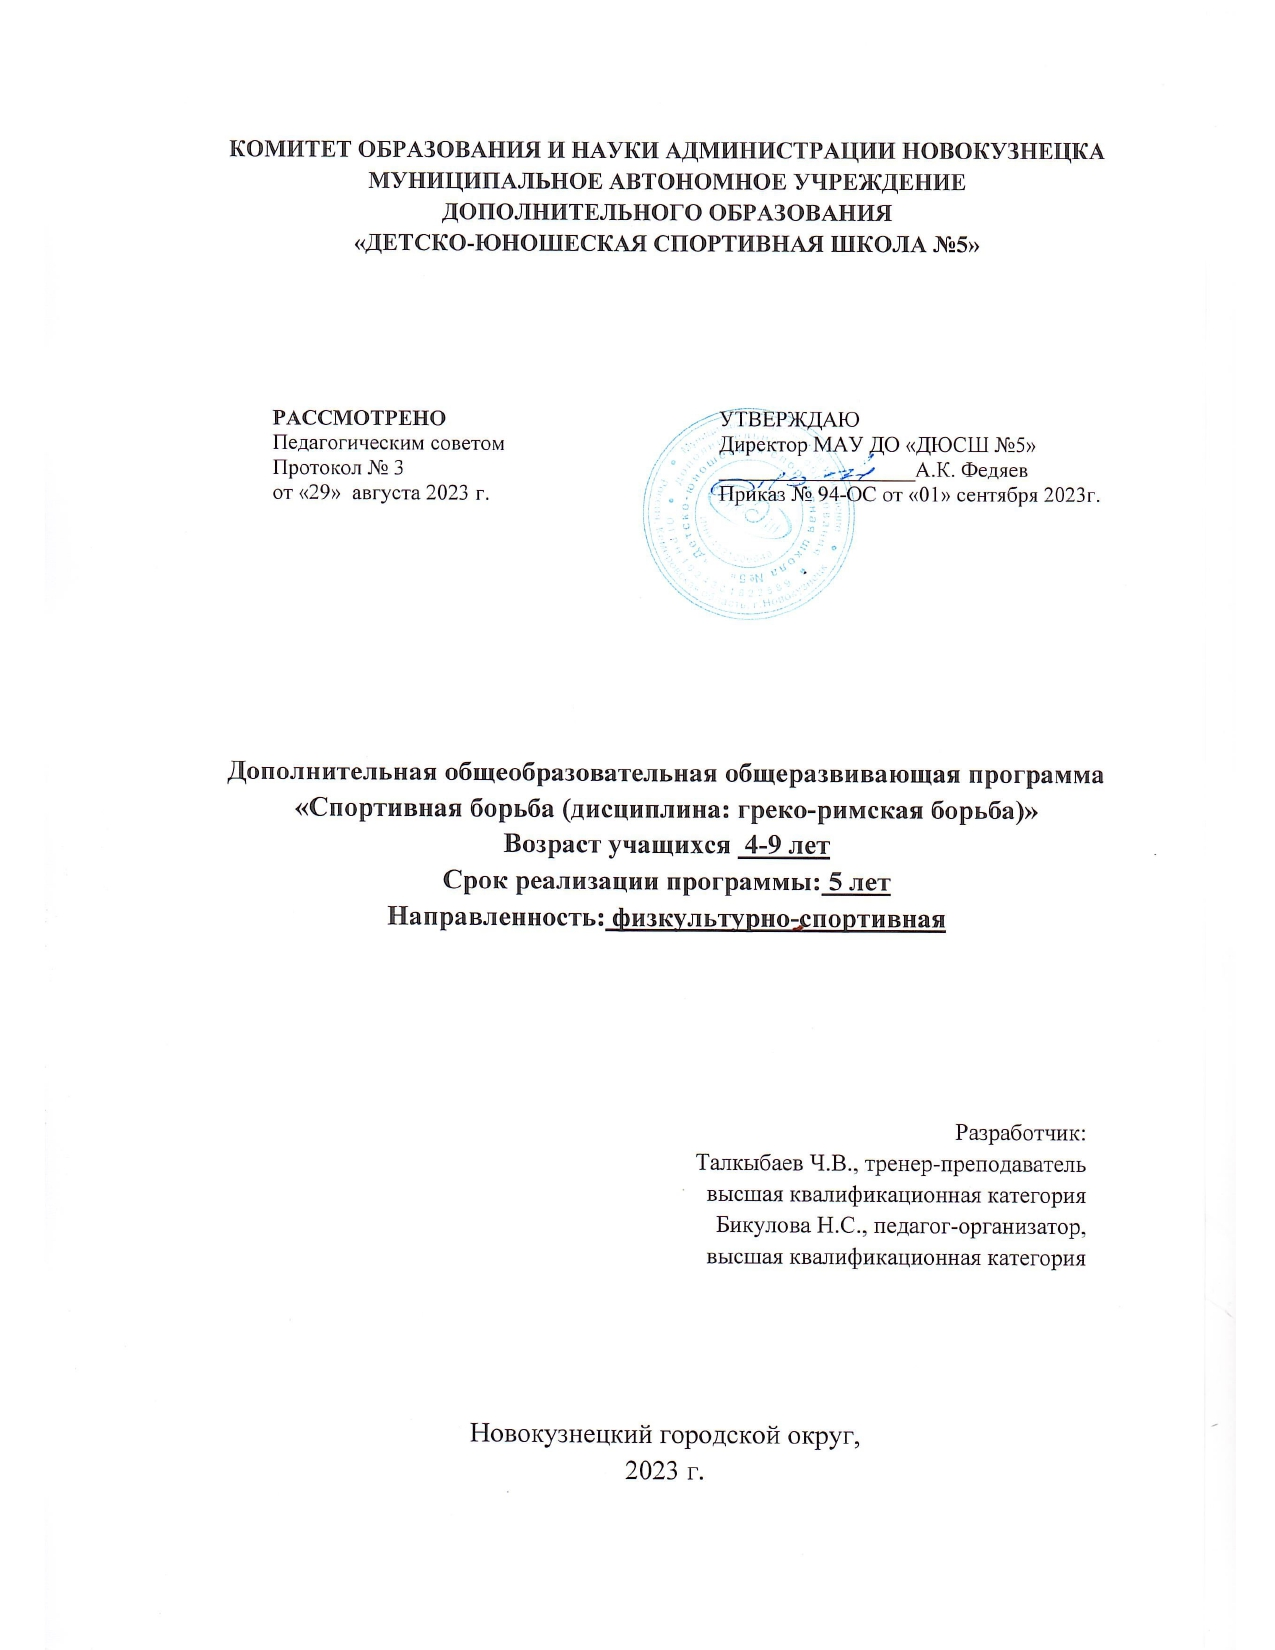 КОМИТЕТ ОБРАЗОВАНИЯ И НАУКИ АДМИНИСТРАЦИИ НОВОКУЗНЕЦКА
МУНИЦИПАЛЬНОЕ АВТОНОМНОЕ УЧРЕЖДЕНИЕ
ДОПОЛНИТЕЛЬНОГО ОБРАЗОВАНИЯ
«ДЕТСКО-ЮНОШЕСКАЯ СПОРТИВНАЯ ШКОЛА №5»
РАССМОТРЕНО
Педагогическим советом
Протокол № 3
от «29» августа 2023 г.
УТВЕРЖДАЮ
Директор МАУ ДО «ДЮСШ №5»
А.К. Федяев
Приказ № 94-ОС от «01» сентября 2023г.
Дополнительная общеобразовательная общеразвивающая программа
«Спортивная борьба (дисциплина: греко-римская борьба)»
Возраст учащихся 4-9 лет
Срок реализации программы: 5 лет
Направленность: физкультурно-спортивная
Разработчик:
Талкыбаев Ч.В., тренер-преподаватель
высшая квалификационная категория
Бикулова Н.С., педагог-организатор,
высшая квалификационная категория
Новокузнецкий городской округ,
2023 г.